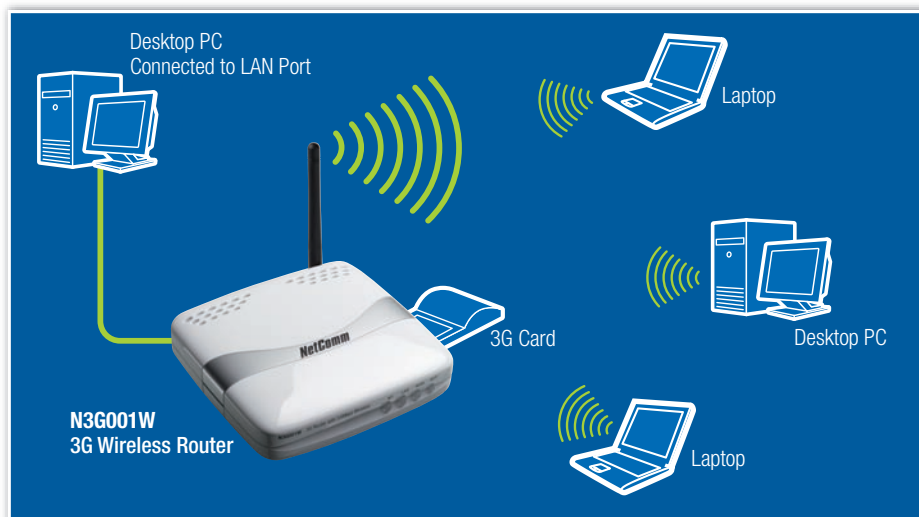 Desktop PC
Connected to LAN Port
Laptop
3G Card
Desktop PC
NetComm
N3G001W
3G Wireless Router
Laptop